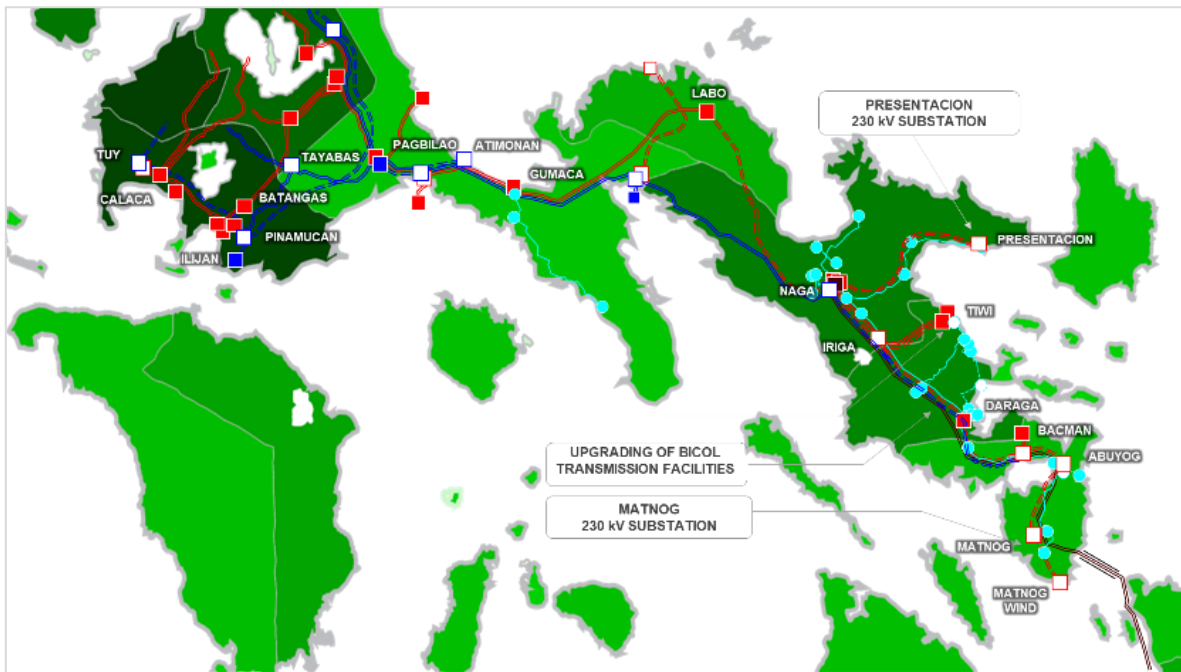 LABO
PRESENTACION
230 kV SUBSTATION
TUY
TAYABAS
PAGBILAO
ATIMONAN
GUMACA
CALACA
BATANGAS
PINAMUCAN
ILIJAN
PRESENTACION
NAGA
TIWI
IRIGA
DARAGA
BACMAN
UPGRADING OF BICOL
TRANSMISSION FACILITIES
ABUYOG
MATNOG
230 kV SUBSTATION
MATNOG
MATNOG
WIND